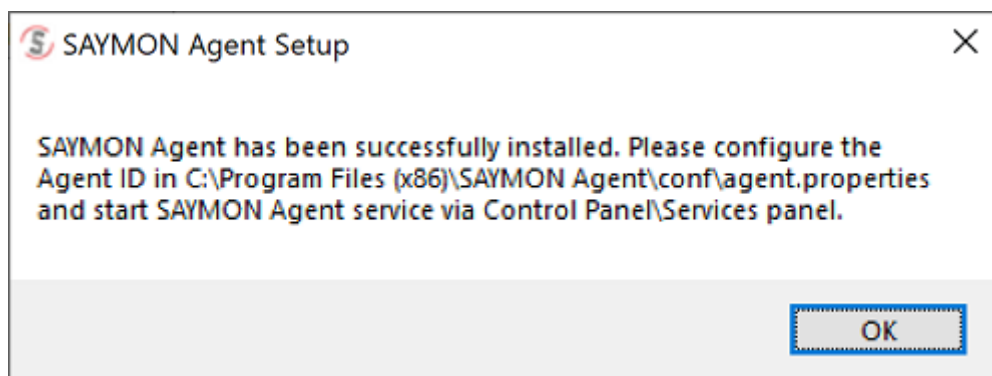 SAYMON Agent Setup
SAYMON Agent has been successfully installed. Please configure the
Agent ID in C:\Program Files (x86)\SAYMON Agent\conf\agent.properties
and start SAYMON Agent service via Control Panel\Services panel.
OK